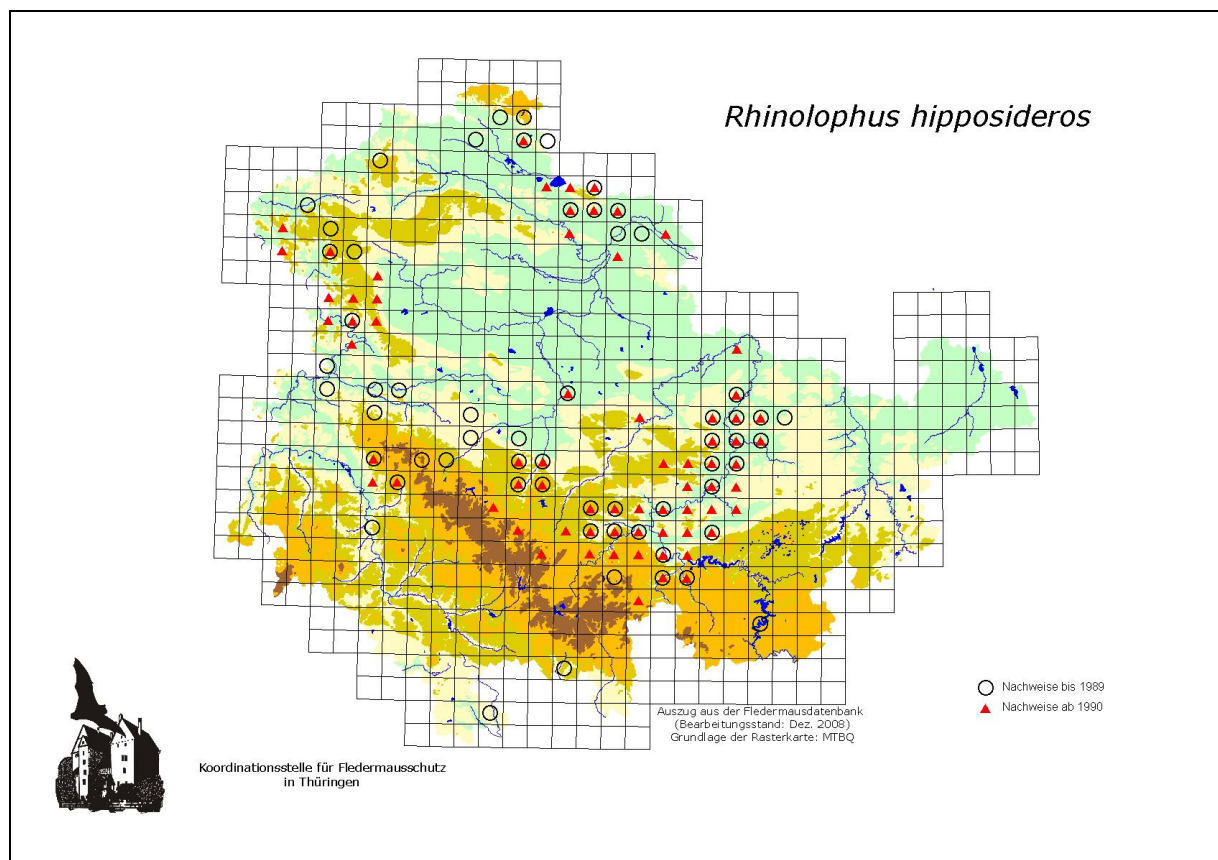 Rhinolophus hipposideros
Nachweise bis 1989
Nachweise ab 1990
Auszug aus der Fledermausdatenbank
(Bearbeitungsstand: Dez. 2008)
Grundlage der Rasterkarte: MTBQ
Koordinationsstelle für Fledermausschutz
in Thüringen